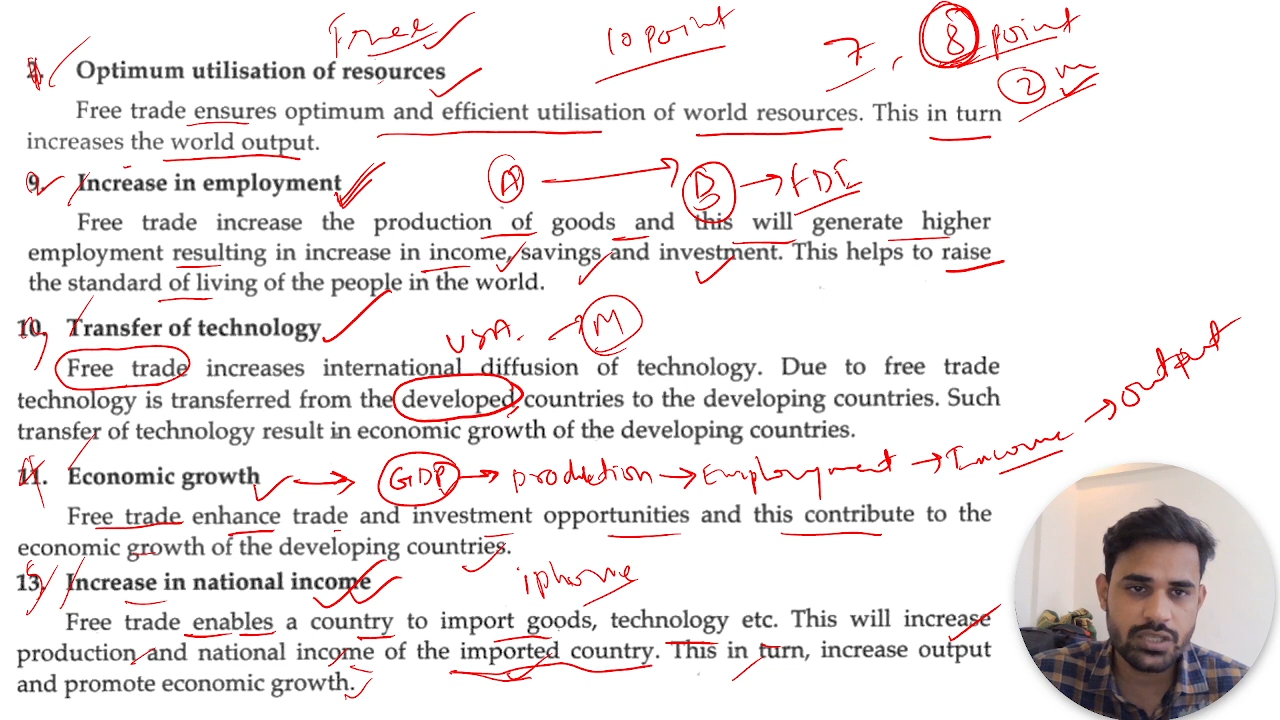 Free
10 point
7, 8 point
2 m
Optimum utilisation of resources
Free trade ensures optimum and efficient utilisation of world resources. This in turn
increases the world output.
9. Increase in employment
A → B → FDI
Free trade increase the production of goods and this will generate higher
employment resulting in increase in income, savings and investment. This helps to raise
the standard of living of the people in the world.
10. Transfer of technology
USA. → M
Free trade increases international diffusion of technology. Due to free trade
technology is transferred from the developed countries to the developing countries. Such
transfer of technology result in economic growth of the developing countries.
11. Economic growth → GDP → production → Employment → Income → output
Free trade enhance trade and investment opportunities and this contribute to the
economic growth of the developing countries.
13. Increase in national income
iphone
Free trade enables a country to import goods, technology etc. This will increase
production and national income of the imported country. This in turn, increase output
and promote economic growth.